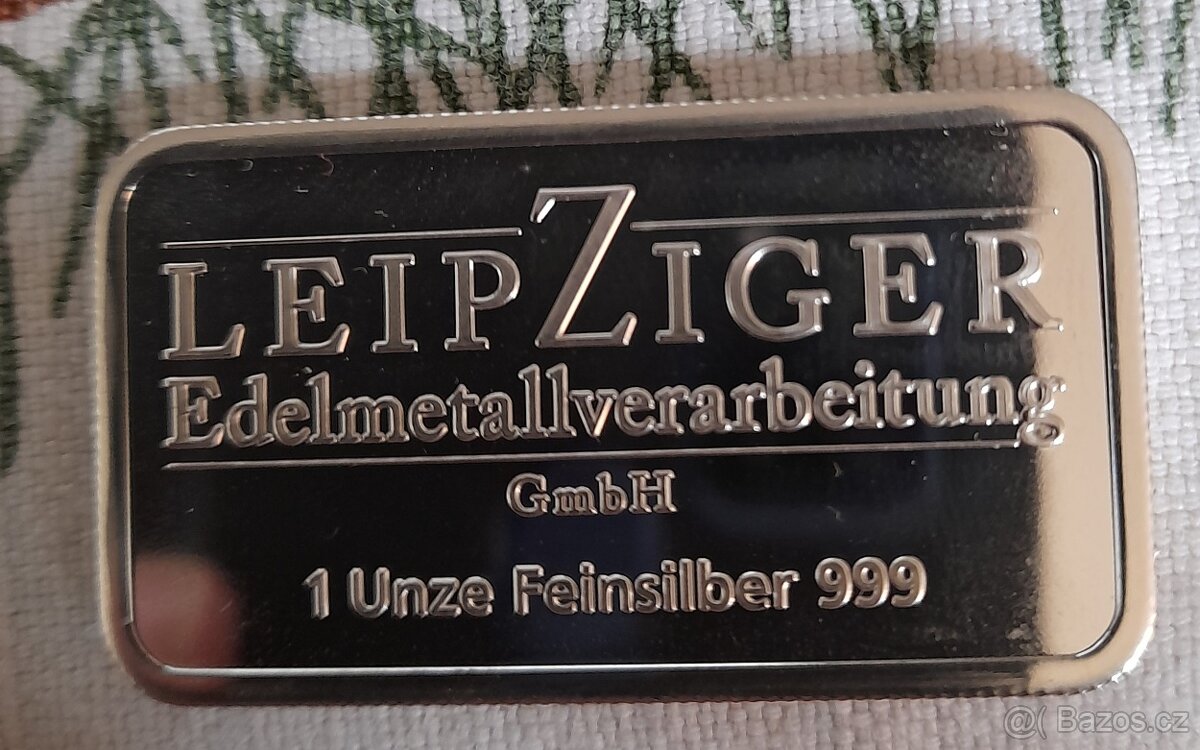 LEIPZIGER
Edelmetallverarbeitung ©
GmbH
1 Unze Feinsilber 999
@( Bazos.cz